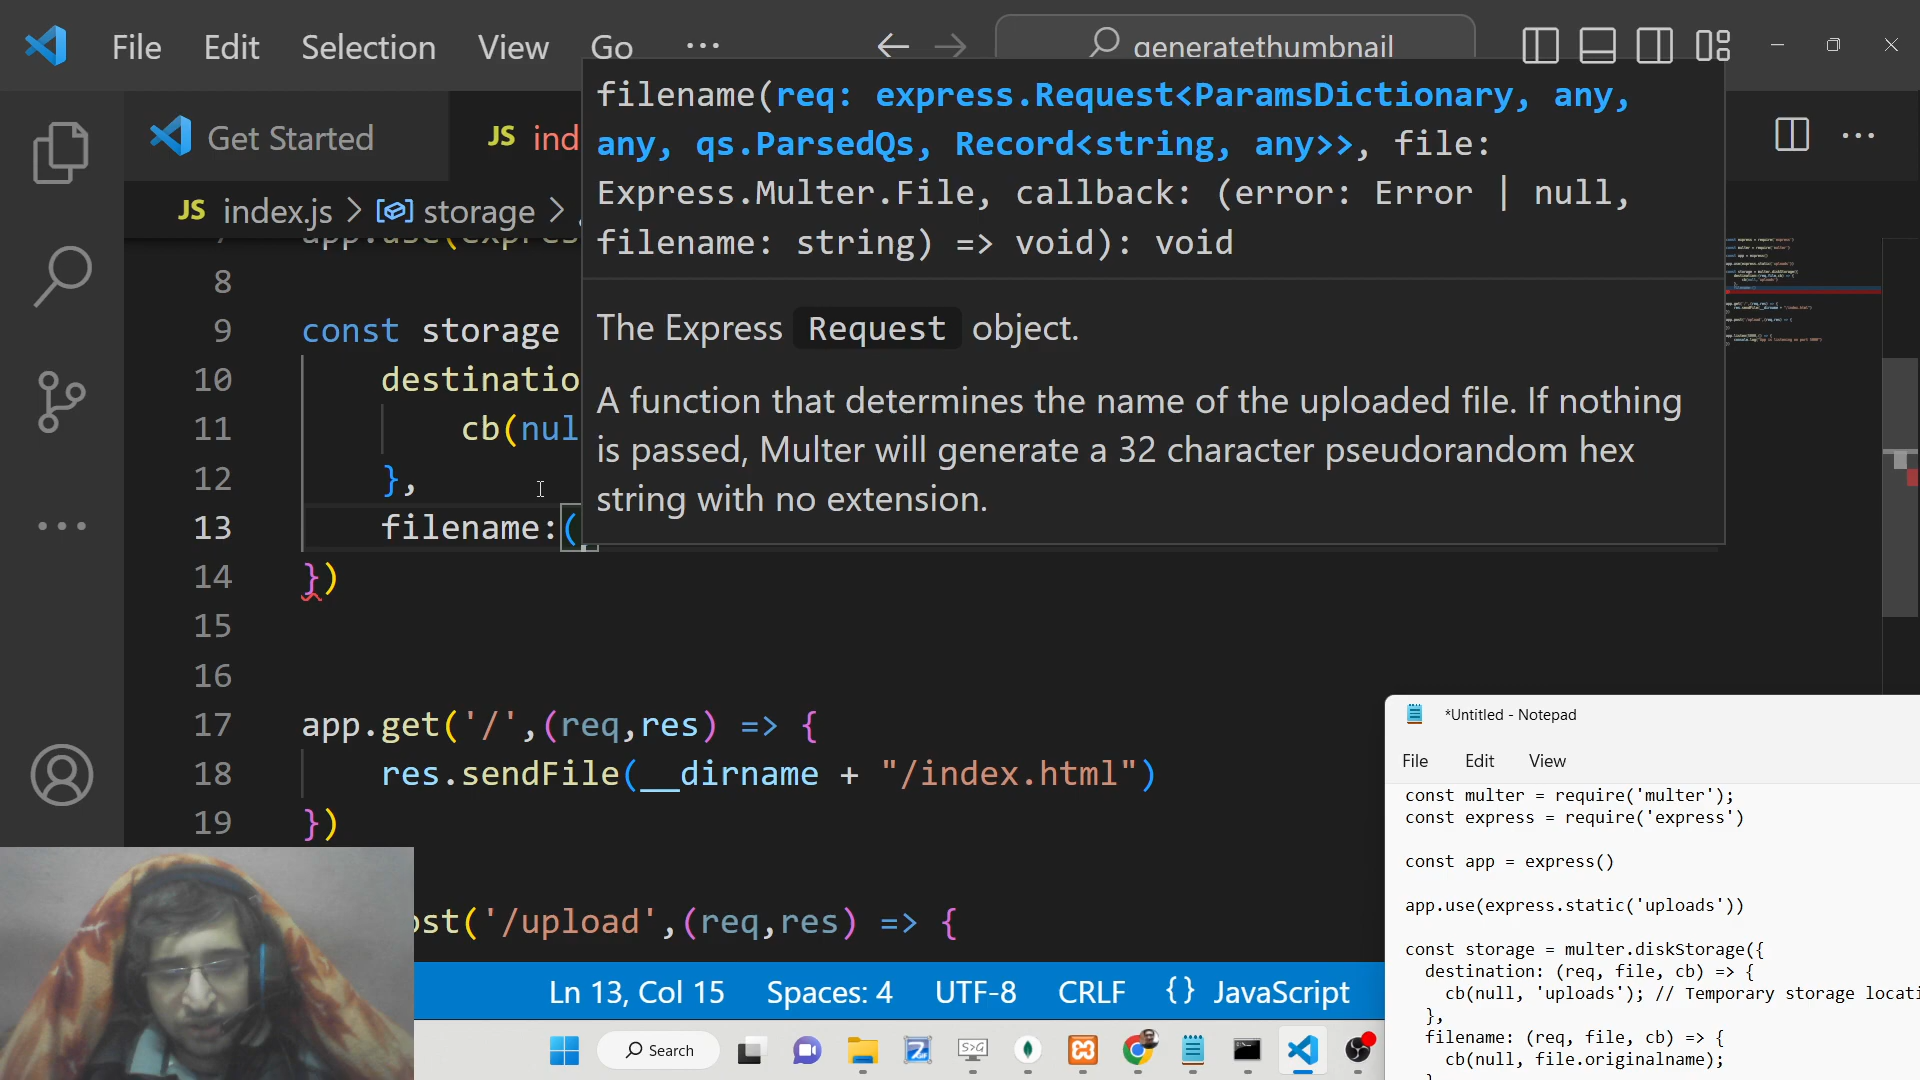 File Edit Selection View Go ··· generatethumbnail
Get Started JS ind
JS index.js > storage >
filename(req: express.Request<ParamsDictionary, any,
any, qs.ParsedQs, Record<string, any>>, file:
Express.Multer.File, callback: (error: Error | null,
filename: string) => void): void
The Express Request object.
A function that determines the name of the uploaded file. If nothing
is passed, Multer will generate a 32 character pseudorandom hex
string with no extension.
8
9 const storage
10 destinatio
11 cb(nul
12 },
13 filename:(
14 })
15
16
17 app.get('/',(req,res) => {
18 res.sendFile(__dirname + "/index.html")
19 })
ost('/upload',(req,res) => {
Ln 13, Col 15 Spaces: 4 UTF-8 CRLF {} JavaScript
*Untitled - Notepad
File Edit View
const multer = require('multer');
const express = require('express')
const app = express()
app.use(express.static('uploads'))
const storage = multer.diskStorage({
destination: (req, file, cb) => {
cb(null, 'uploads'); // Temporary storage locati
},
filename: (req, file, cb) => {
cb(null, file.originalname);
Search